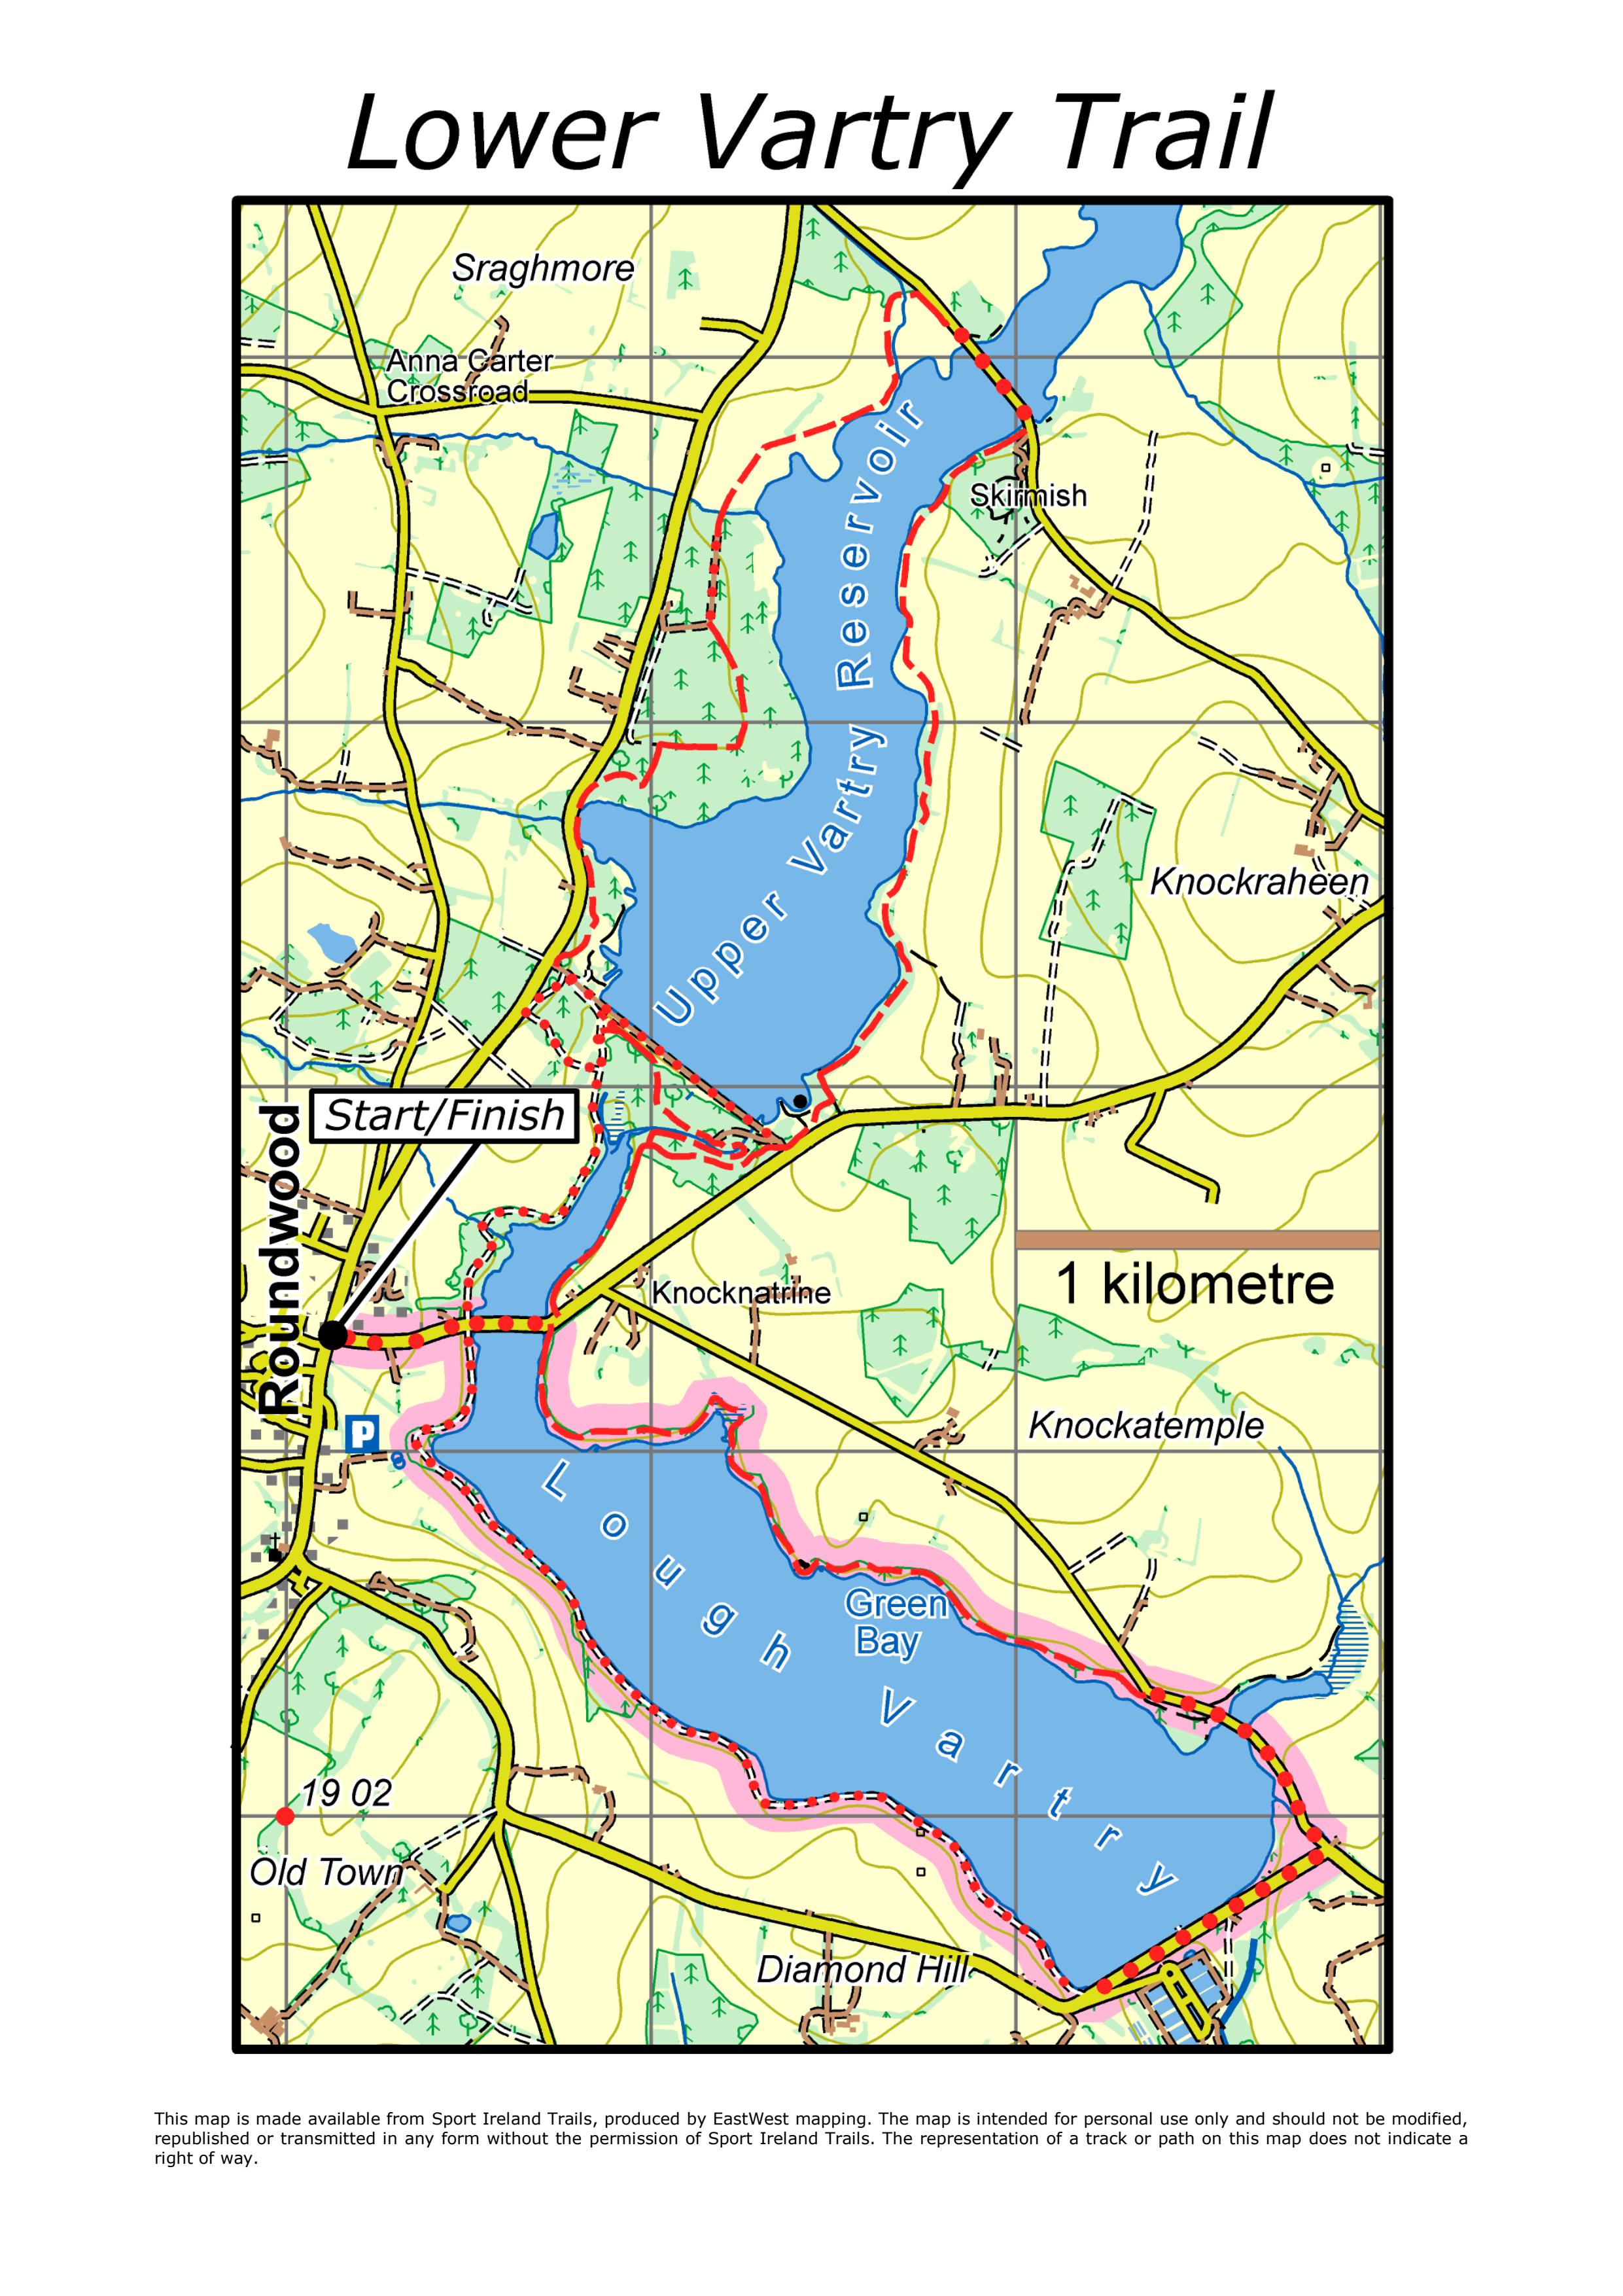 Lower Vartry Trail
Sraghmore
Anna Carter
Crossroad
Upper Vartry Reservoir
Skirmish
Knockraheen
Start/Finish
Roundwood
1 kilometre
Knocknatrine
Knockatemple
P
Lough Vartry
Green
Bay
19 02
Old Town
Diamond Hill
This map is made available from Sport Ireland Trails, produced by EastWest mapping. The map is intended for personal use only and should not be modified,
republished or transmitted in any form without the permission of Sport Ireland Trails. The representation of a track or path on this map does not indicate a
right of way.